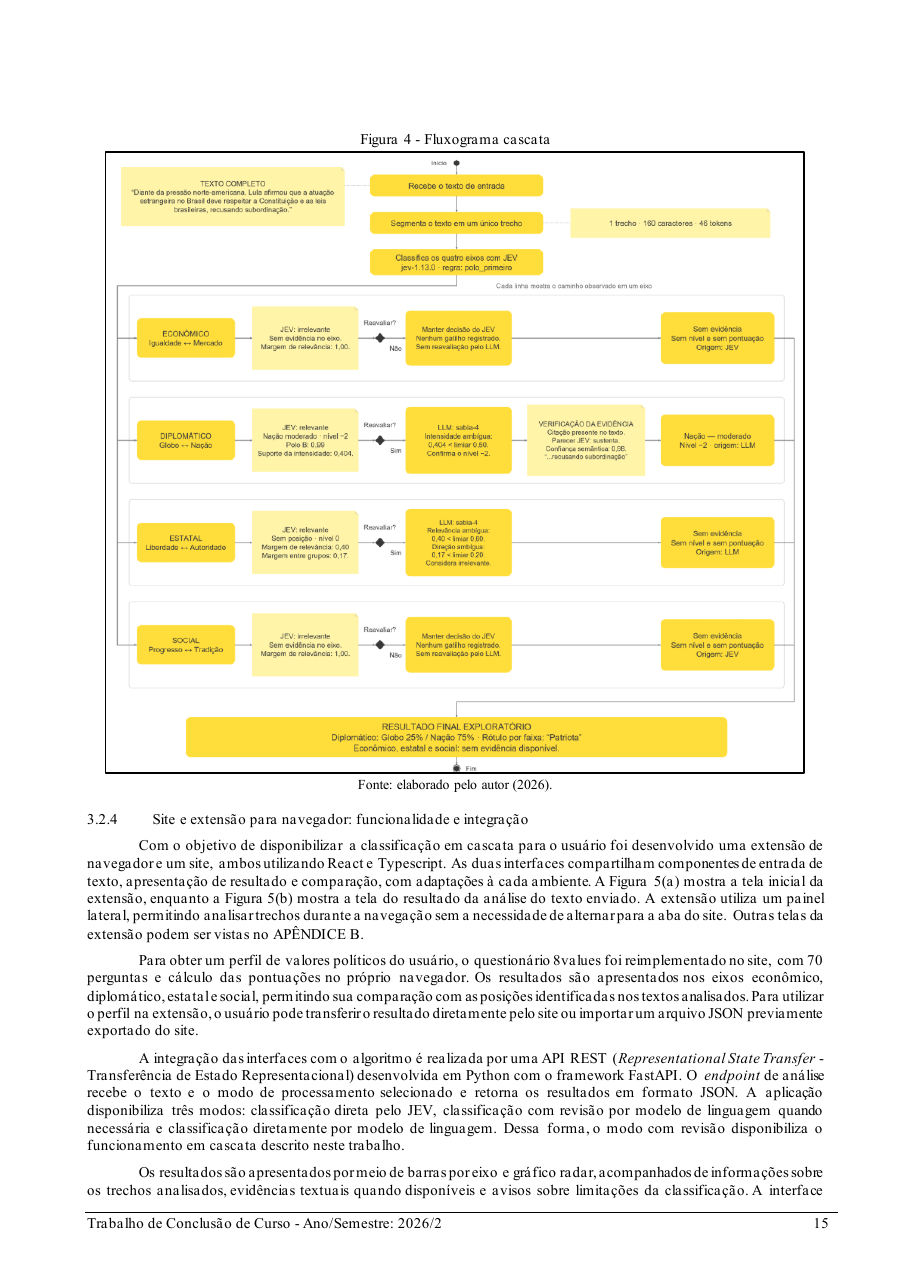 Figura 4 - Fluxograma cascata
Início
TEXTO COMPLETO
"Diante da pressão norte-americana, Lula afirmou que a atuação
estrangeira no Brasil deve respeitar a Constituição e as leis
brasileiras, recusando subordinação."
Recebe o texto de entrada
Segmenta o texto em um único trecho
1 trecho · 160 caracteres · 46 tokens
Classifica os quatro eixos com JEV
jev-1.13.0 · regra: polo_primeiro
Cada linha mostra o caminho observado em um eixo
ECONÔMICO
Igualdade ↔ Mercado
JEV: irrelevante
Sem evidência no eixo.
Margem de relevância: 1,00.
Reavaliar?
Não
Manter decisão do JEV
Nenhum gatilho registrado.
Sem reavaliação pelo LLM.
Sem evidência
Sem nível e sem pontuação
Origem: JEV
DIPLOMÁTICO
Globo ↔ Nação
JEV: relevante
Nação moderado · nível −2
Polo B: 0,99
Suporte da intensidade: 0,404.
Reavaliar?
Sim
LLM: sabia-4
Intensidade ambígua:
0,404 < limiar 0,50.
Confirma o nível −2.
VERIFICAÇÃO DA EVIDÊNCIA
Citação presente no texto.
Parecer JEV: sustenta.
Confiança semântica: 0,98.
"...recusando subordinação"
Nação — moderado
Nível −2 · origem: LLM
ESTATAL
Liberdade ↔ Autoridade
JEV: relevante
Sem posição · nível 0
Margem de relevância: 0,40
Margem entre grupos: 0,17.
Reavaliar?
Sim
LLM: sabia-4
Relevância ambígua:
0,40 < limiar 0,60.
Direção ambígua:
0,17 < limiar 0,20.
Considera irrelevante.
Sem evidência
Sem nível e sem pontuação
Origem: LLM
SOCIAL
Progresso ↔ Tradição
JEV: irrelevante
Sem evidência no eixo.
Margem de relevância: 1,00.
Reavaliar?
Não
Manter decisão do JEV
Nenhum gatilho registrado.
Sem reavaliação pelo LLM.
Sem evidência
Sem nível e sem pontuação
Origem: JEV
RESULTADO FINAL EXPLORATÓRIO
Diplomático: Globo 25% / Nação 75% · Rótulo por faixa: "Patriota"
Econômico, estatal e social: sem evidência disponível.
Fim
Fonte: elaborado pelo autor (2026).
3.2.4 Site e extensão para navegador: funcionalidade e integração
Com o objetivo de disponibilizar a classificação em cascata para o usuário foi desenvolvido uma extensão de
navegador e um site, ambos utilizando React e Typescript. As duas interfaces compartilham componentes de entrada de
texto, apresentação de resultado e comparação, com adaptações à cada ambiente. A Figura 5(a) mostra a tela inicial da
extensão, enquanto a Figura 5(b) mostra a tela do resultado da análise do texto enviado. A extensão utiliza um painel
lateral, permitindo analisar trechos durante a navegação sem a necessidade de alternar para a aba do site. Outras telas da
extensão podem ser vistas no APÊNDICE B.
Para obter um perfil de valores políticos do usuário, o questionário 8values foi reimplementado no site, com 70
perguntas e cálculo das pontuações no próprio navegador. Os resultados são apresentados nos eixos econômico,
diplomático, estatal e social, permitindo sua comparação com as posições identificadas nos textos analisados. Para utilizar
o perfil na extensão, o usuário pode transferir o resultado diretamente pelo site ou importar um arquivo JSON previamente
exportado do site.
A integração das interfaces com o algoritmo é realizada por uma API REST (Representational State Transfer -
Transferência de Estado Representacional) desenvolvida em Python com o framework FastAPI. O endpoint de análise
recebe o texto e o modo de processamento selecionado e retorna os resultados em formato JSON. A aplicação
disponibiliza três modos: classificação direta pelo JEV, classificação com revisão por modelo de linguagem quando
necessária e classificação diretamente por modelo de linguagem. Dessa forma, o modo com revisão disponibiliza o
funcionamento em cascata descrito neste trabalho.
Os resultados são apresentados por meio de barras por eixo e gráfico radar, acompanhados de informações sobre
os trechos analisados, evidências textuais quando disponíveis e avisos sobre limitações da classificação. A interface
Trabalho de Conclusão de Curso - Ano/Semestre: 2026/2 15